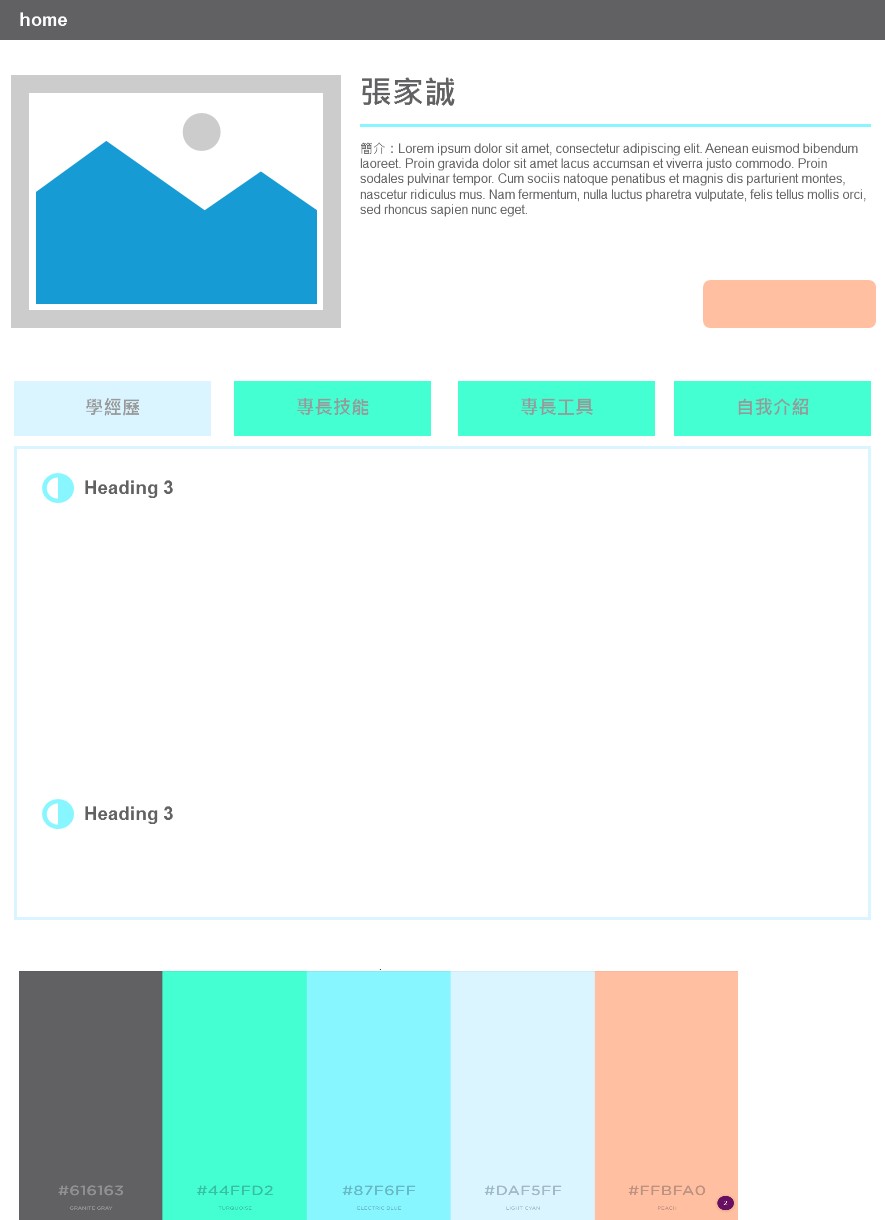 home
張家誠
簡介：Lorem ipsum dolor sit amet, consectetur adipiscing elit. Aenean euismod bibendum
laoreet. Proin gravida dolor sit amet lacus accumsan et viverra justo commodo. Proin
sodales pulvinar tempor. Cum sociis natoque penatibus et magnis dis parturient montes,
nascetur ridiculus mus. Nam fermentum, nulla luctus pharetra vulputate, felis tellus mollis orci,
sed rhoncus sapien nunc eget.
學經歷
專長技能
專長工具
自我介紹
Heading 3
Heading 3
#616163
#44FFD2
#87F6FF
#DAF5FF
#FFBFA0
GRANITE GRAY
TURQUOISE
ELECTRIC BLUE
LIGHT CYAN
PEACH
2